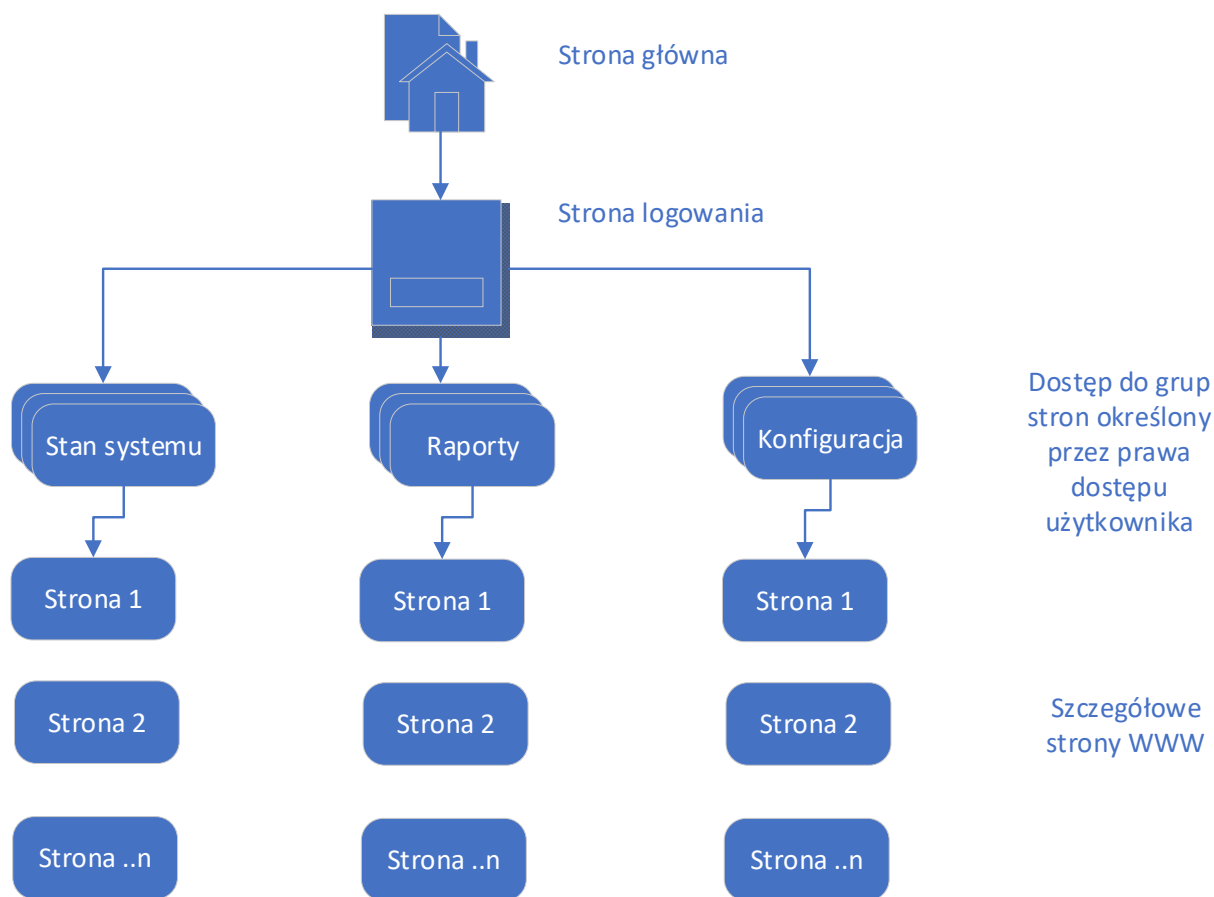 Strona główna
Strona logowania
Stan systemu
Raporty
Konfiguracja
Dostęp do grup
stron określony
przez prawa
dostępu
użytkownika
Strona 1
Strona 1
Strona 1
Strona 2
Strona 2
Strona 2
Szczegółowe
strony WWW
Strona ..n
Strona ..n
Strona ..n